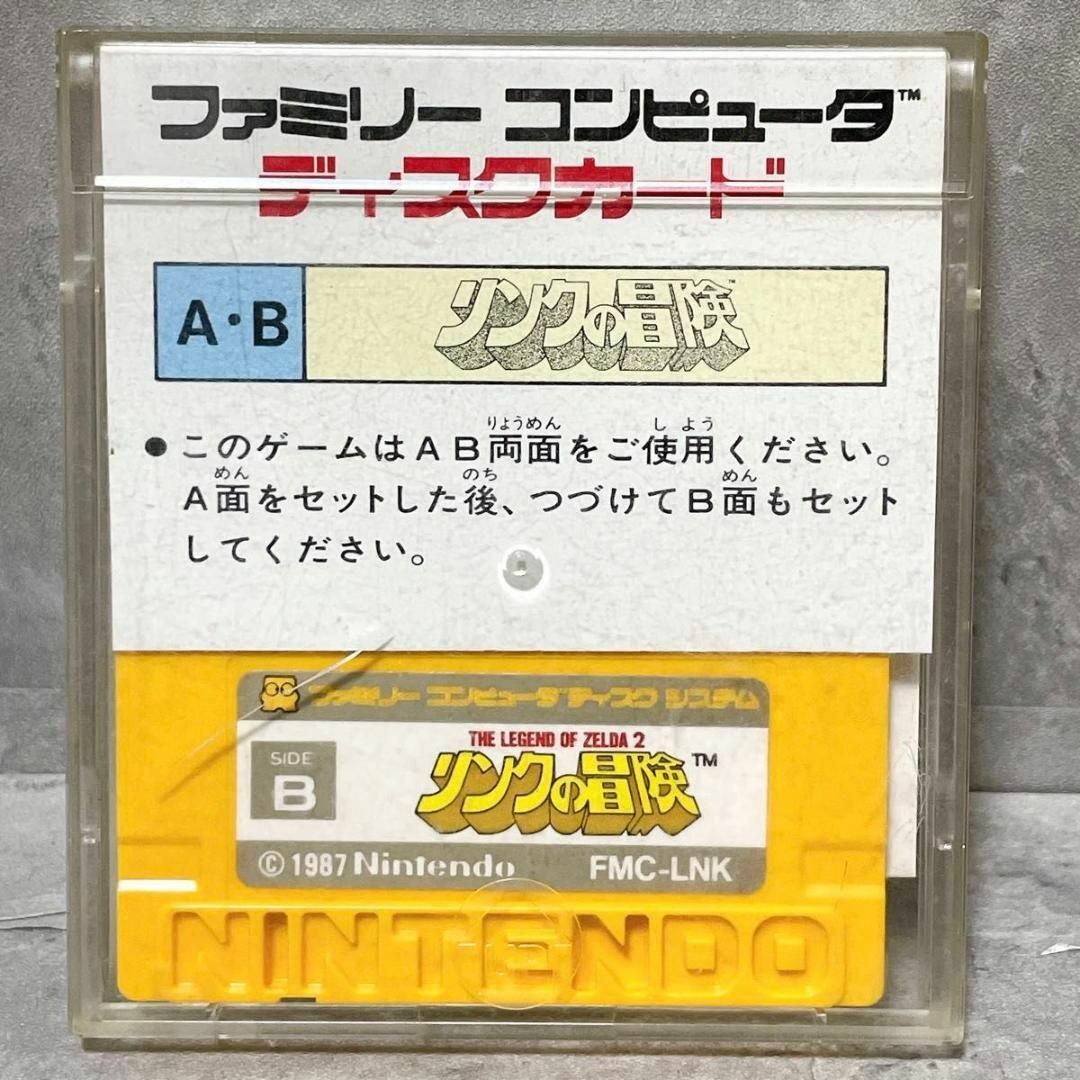 ファミリー コンピュータ™
ディスクカード
A・B
リンクの冒険™
りょうめん しよう
●このゲームはAB両面をご使用ください。
めん のち めん
A面をセットした後、つづけてB面もセット
してください。
ファミリー コンピュータ ディスク システム
THE LEGEND OF ZELDA 2
SIDE
B
リンクの冒険™
©1987 Nintendo FMC-LNK
NINTENDO